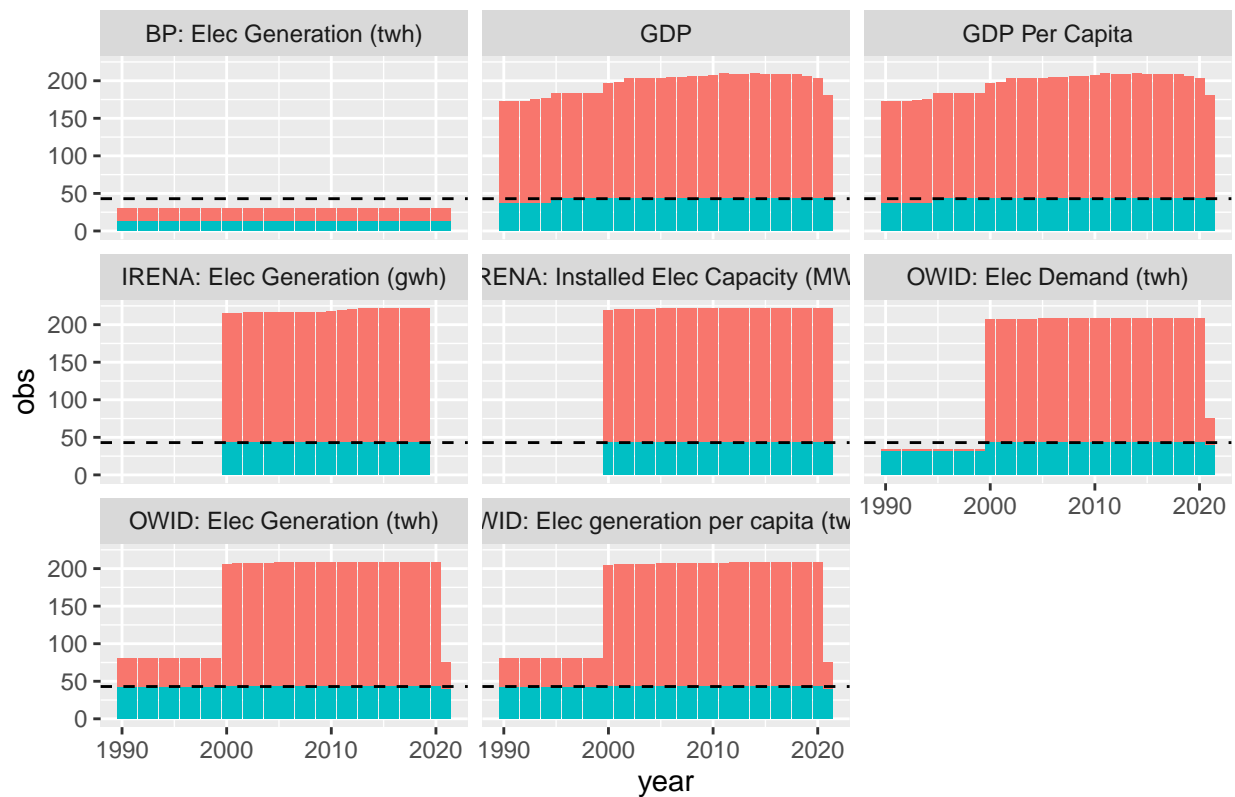 BP: Elec Generation (twh)
GDP
GDP Per Capita
200
150
100
50
0
IRENA: Elec Generation (gwh)
RENA: Installed Elec Capacity (MW
OWID: Elec Demand (twh)
200
150
100
50
0
1990 2000 2010 2020
OWID: Elec Generation (twh)
WID: Elec generation per capita (tw
200
150
100
50
0
1990 2000 2010 2020
1990 2000 2010 2020
obs
year